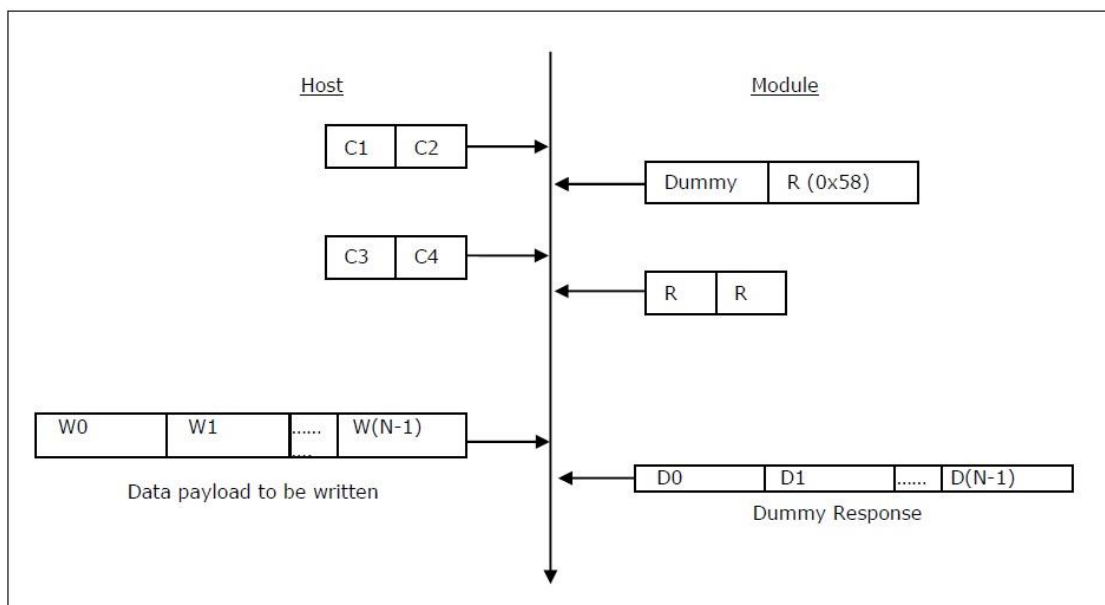 Host
Module
C1 C2
Dummy R (0x58)
C3 C4
R R
W0 W1 ...... .... W(N-1)
Data payload to be written
D0 D1 ...... D(N-1)
Dummy Response